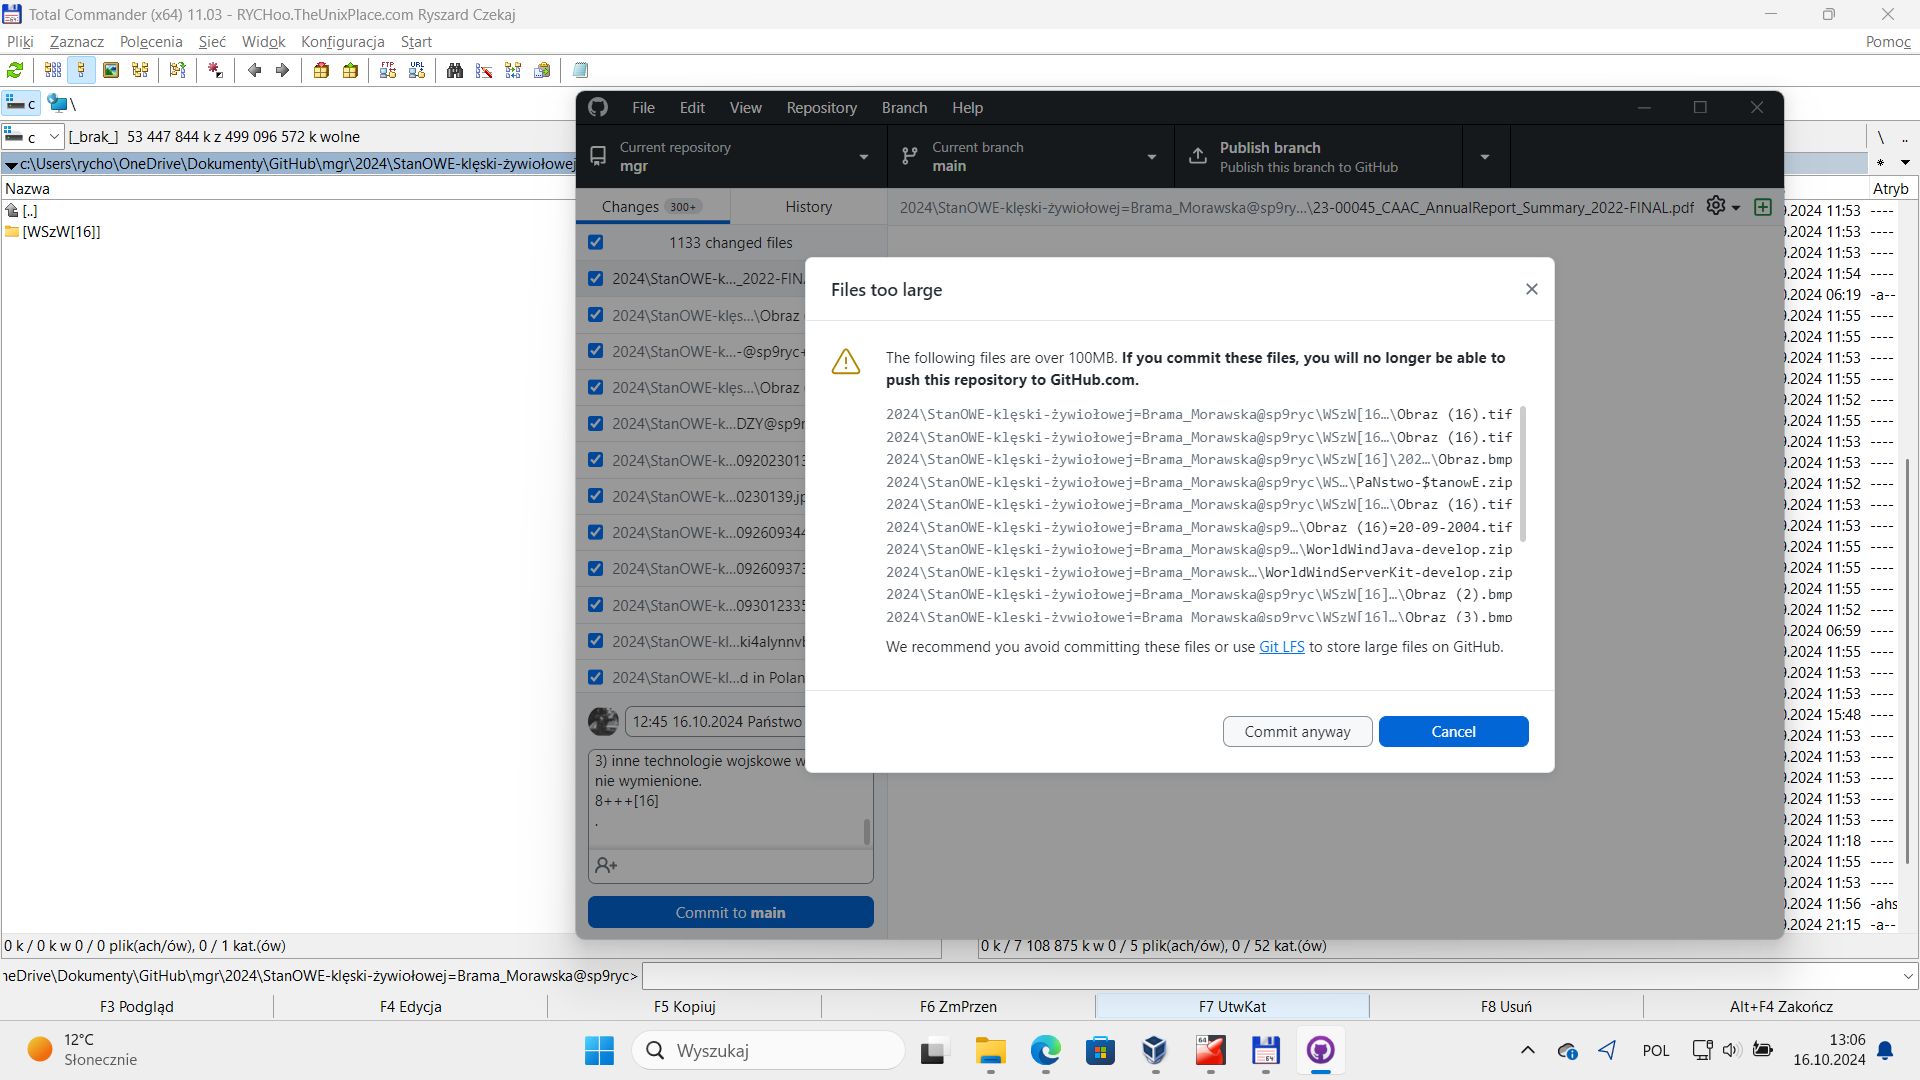 Total Commander (x64) 11.03 - RYCHoo.TheUnixPlace.com Ryszard Czekaj
Pliki Zaznacz Polecenia Sieć Widok Konfiguracja Start Pomoc
c \
c [_brak_] 53 447 844 k z 499 096 572 k wolne \ ..
c:\Users\rycho\OneDrive\Dokumenty\GitHub\mgr\2024\StanOWE-klęski-żywiołowej *
Nazwa
[..]
[WSzW[16]]
File Edit View Repository Branch Help
Current repository
mgr
Current branch
main
Publish branch
Publish this branch to GitHub
Changes 300+ History
2024\StanOWE-klęski-żywiołowej=Brama_Morawska@sp9ry...\23-00045_CAAC_AnnualReport_Summary_2022-FINAL.pdf
1133 changed files
2024\StanOWE-k..._2022-FIN
2024\StanOWE-klęs...\Obraz
2024\StanOWE-k...-@sp9ryc+
2024\StanOWE-klęs...\Obraz
2024\StanOWE-k...DZY@sp9r
2024\StanOWE-k...092023013
2024\StanOWE-k...0230139.jp
2024\StanOWE-k...092609344
2024\StanOWE-k...092609373
2024\StanOWE-k...093012335
2024\StanOWE-kl...ki4alynnvb
2024\StanOWE-kl...d in Polan
12:45 16.10.2024 Państwo
3) inne technologie wojskowe w
nie wymienione.
8+++[16]
.
Commit to main
Files too large
The following files are over 100MB. If you commit these files, you will no longer be able to
push this repository to GitHub.com.
2024\StanOWE-klęski-żywiołowej=Brama_Morawska@sp9ryc\WSzW[16…\Obraz (16).tif
2024\StanOWE-klęski-żywiołowej=Brama_Morawska@sp9ryc\WSzW[16…\Obraz (16).tif
2024\StanOWE-klęski-żywiołowej=Brama_Morawska@sp9ryc\WSzW[16]\202…\Obraz.bmp
2024\StanOWE-klęski-żywiołowej=Brama_Morawska@sp9ryc\WS…\PaNstwo-$tanowE.zip
2024\StanOWE-klęski-żywiołowej=Brama_Morawska@sp9ryc\WSzW[16…\Obraz (16).tif
2024\StanOWE-klęski-żywiołowej=Brama_Morawska@sp9…\Obraz (16)=20-09-2004.tif
2024\StanOWE-klęski-żywiołowej=Brama_Morawska@sp9…\WorldWindJava-develop.zip
2024\StanOWE-klęski-żywiołowej=Brama_Morawsk…\WorldWindServerKit-develop.zip
2024\StanOWE-klęski-żywiołowej=Brama_Morawska@sp9ryc\WSzW[16]…\Obraz (2).bmp
2024\StanOWE-klęski-żywiołowej=Brama_Morawska@sp9ryc\WSzW[16]…\Obraz (3).bmp
We recommend you avoid committing these files or use Git LFS to store large files on GitHub.
Commit anyway Cancel
Atryb
.2024 11:53 ----
.2024 11:53 ----
.2024 11:53 ----
.2024 11:54 ----
.2024 06:19 -a--
.2024 11:55 ----
.2024 11:55 ----
.2024 11:53 ----
.2024 11:55 ----
.2024 11:52 ----
.2024 11:55 ----
.2024 11:53 ----
.2024 11:53 ----
.2024 11:52 ----
.2024 11:53 ----
.2024 11:53 ----
.2024 11:55 ----
.2024 11:55 ----
.2024 11:55 ----
.2024 11:52 ----
.2024 06:59 ----
.2024 11:55 ----
.2024 11:53 ----
.2024 11:53 ----
.2024 15:48 ----
.2024 11:53 ----
.2024 11:53 ----
.2024 11:53 ----
.2024 11:53 ----
.2024 11:53 ----
.2024 11:18 ----
.2024 11:55 ----
.2024 11:53 ----
.2024 11:56 -ahs
.2024 21:15 -a--
0 k / 0 k w 0 / 0 plik(ach/ów), 0 / 1 kat.(ów)
0 k / 7 108 875 k w 0 / 5 plik(ach/ów), 0 / 52 kat.(ów)
neDrive\Dokumenty\GitHub\mgr\2024\StanOWE-klęski-żywiołowej=Brama_Morawska@sp9ryc>
F3 Podgląd F4 Edycja F5 Kopiuj F6 ZmPrzen F7 UtwKat F8 Usuń Alt+F4 Zakończ
12°C
Słonecznie
Wyszukaj
POL
13:06
16.10.2024